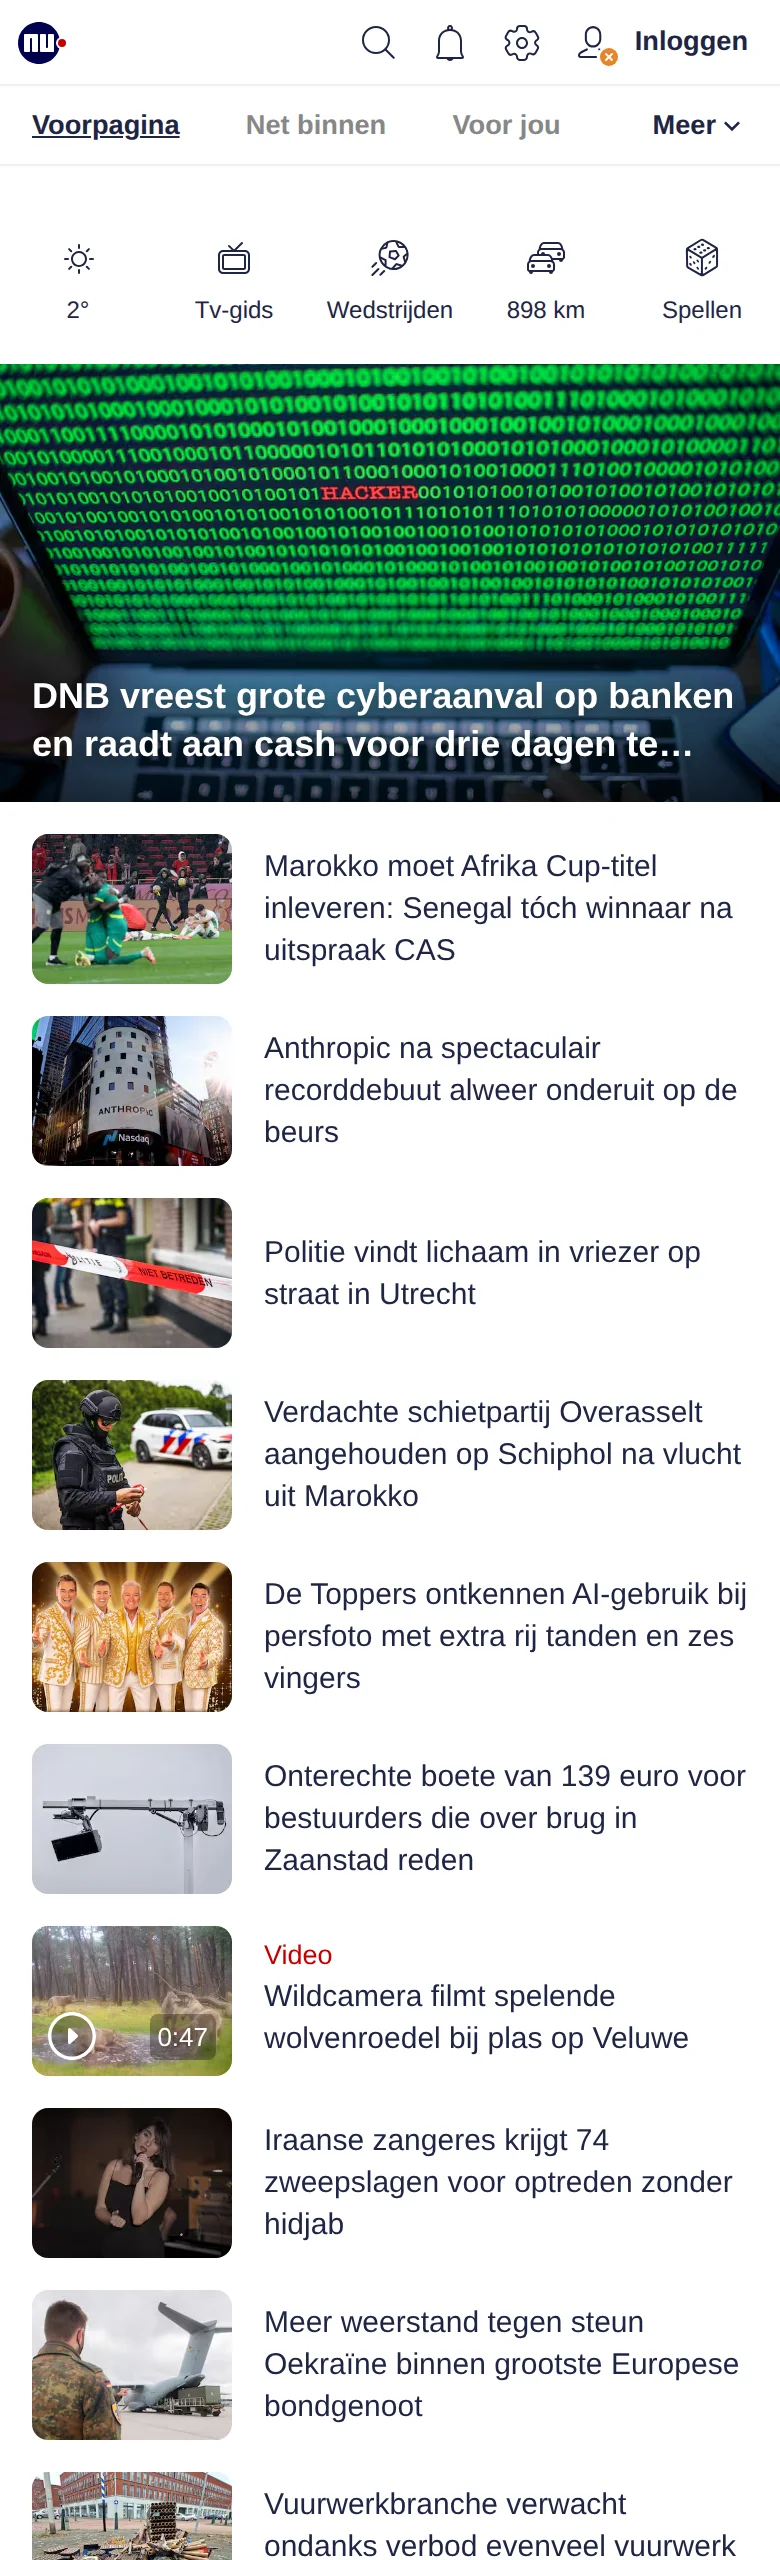 nu
Inloggen
Voorpagina
Net binnen
Voor jou
Meer
2°
Tv-gids
Wedstrijden
898 km
Spellen
HACKER
DNB vreest grote cyberaanval op banken
en raadt aan cash voor drie dagen te...
Marokko moet Afrika Cup-titel
inleveren: Senegal tóch winnaar na
uitspraak CAS
ANTHROPIC
Nasdaq
Anthropic na spectaculair
recorddebuut alweer onderuit op de
beurs
POLITIE
NIET BETREDEN
Politie vindt lichaam in vriezer op
straat in Utrecht
Verdachte schietpartij Overasselt
aangehouden op Schiphol na vlucht
uit Marokko
De Toppers ontkennen AI-gebruik bij
persfoto met extra rij tanden en zes
vingers
Onterechte boete van 139 euro voor
bestuurders die over brug in
Zaanstad reden
0:47
Video
Wildcamera filmt spelende
wolvenroedel bij plas op Veluwe
Iraanse zangeres krijgt 74
zweepslagen voor optreden zonder
hidjab
Meer weerstand tegen steun
Oekraïne binnen grootste Europese
bondgenoot
Vuurwerkbranche verwacht
ondanks verbod evenveel vuurwerk